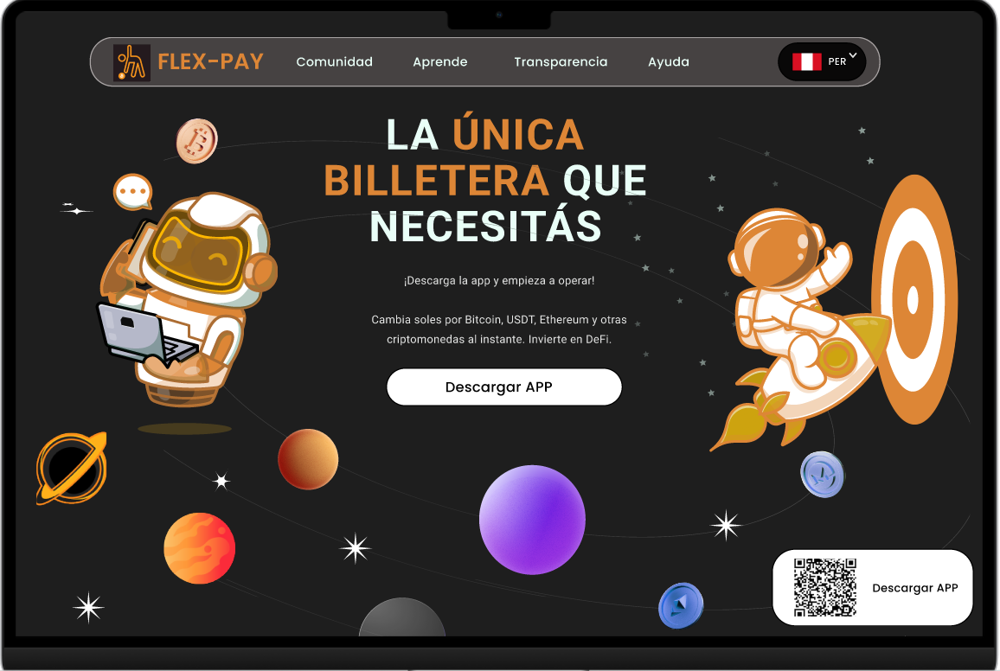 FLEX-PAY
Comunidad
Aprende
Transparencia
Ayuda
PER
LA ÚNICA
BILLETERA QUE
NECESITÁS
¡Descarga la app y empieza a operar!
Cambia soles por Bitcoin, USDT, Ethereum y otras
criptomonedas al instante. Invierte en DeFi.
Descargar APP
Descargar APP